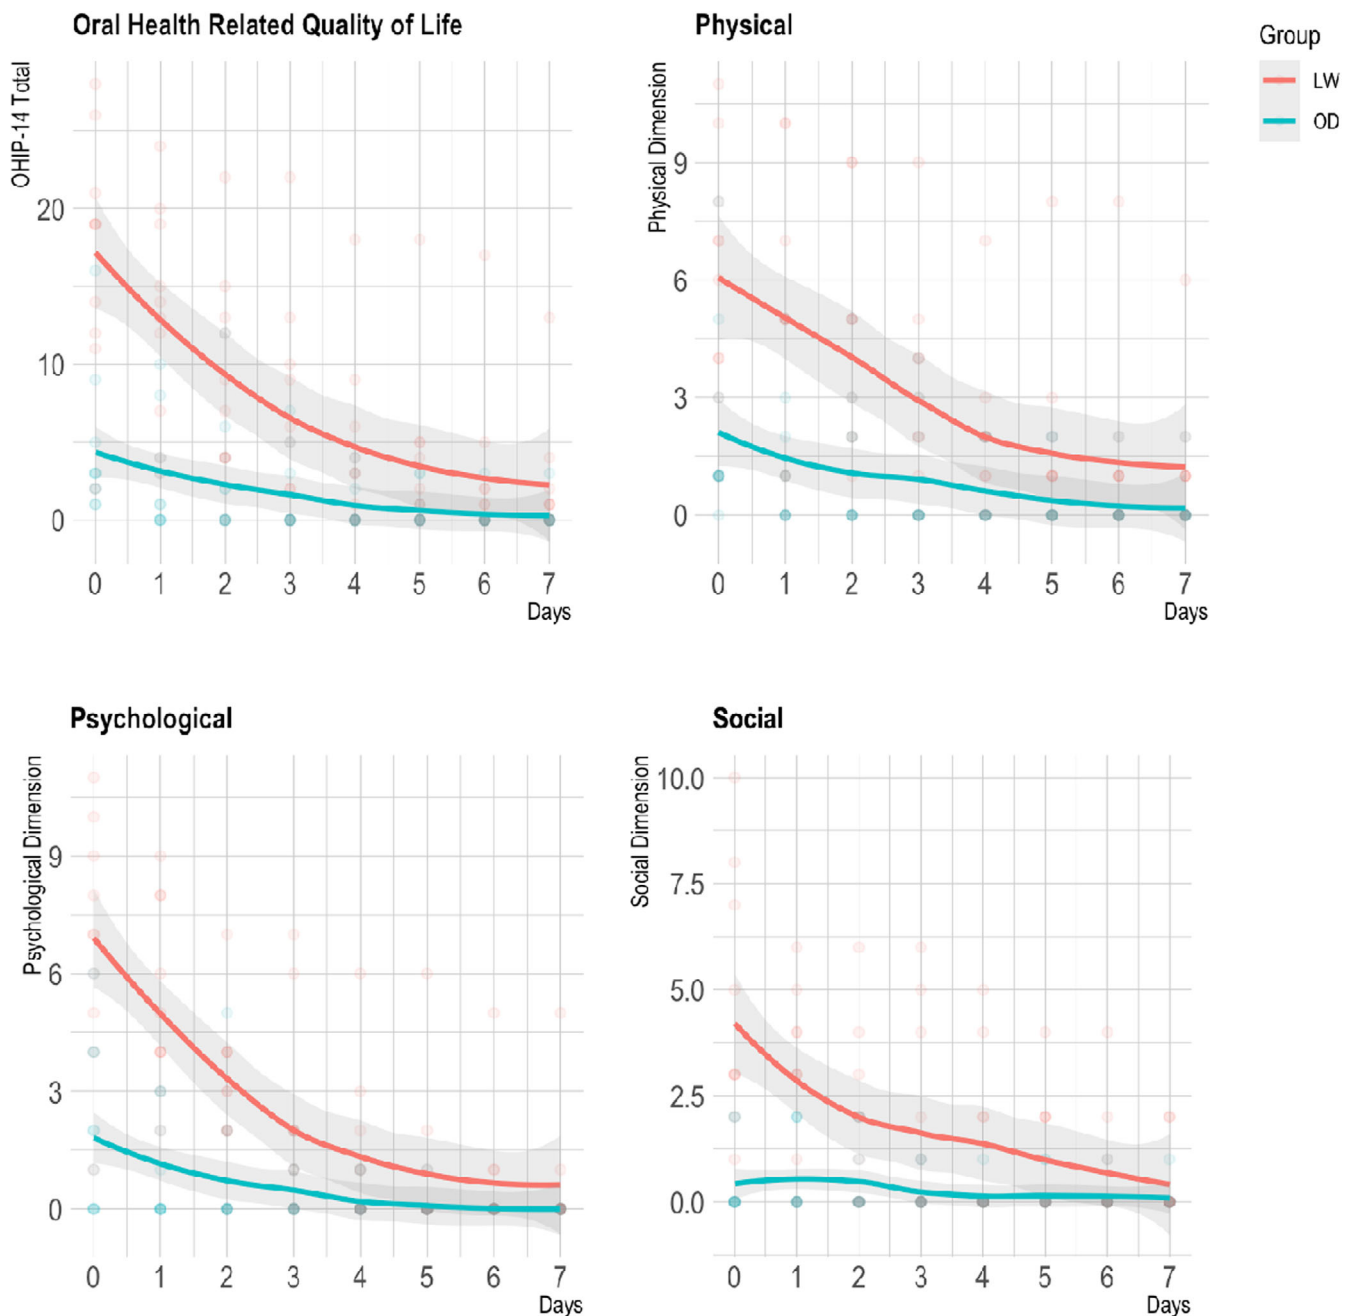 Oral Health Related Quality of Life
OHIP-14 Total
20
10
0
0 1 2 3 4 5 6 7
Days
Physical
Physical Dimension
9
6
3
0
0 1 2 3 4 5 6 7
Days
Group
LW
OD
Psychological
Psychological Dimension
9
6
3
0
0 1 2 3 4 5 6 7
Days
Social
Social Dimension
10.0
7.5
5.0
2.5
0.0
0 1 2 3 4 5 6 7
Days